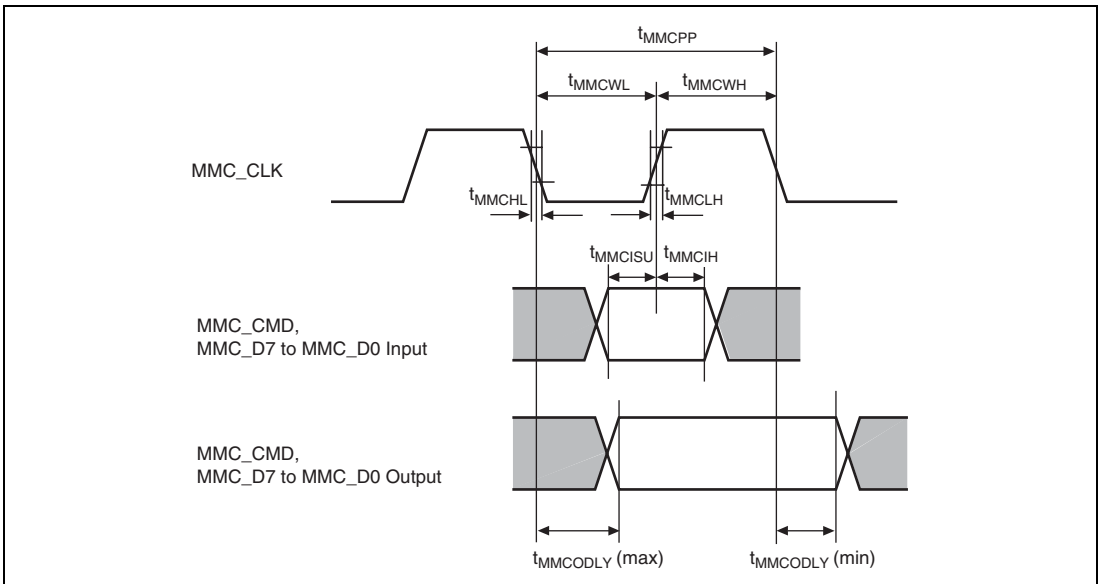 tMMCPP
tMMCWL
tMMCWH
MMC_CLK
tMMCHL
tMMCLH
tMMCISU
tMMCIH
MMC_CMD,
MMC_D7 to MMC_D0 Input
MMC_CMD,
MMC_D7 to MMC_D0 Output
tMMCODLY (max)
tMMCODLY (min)